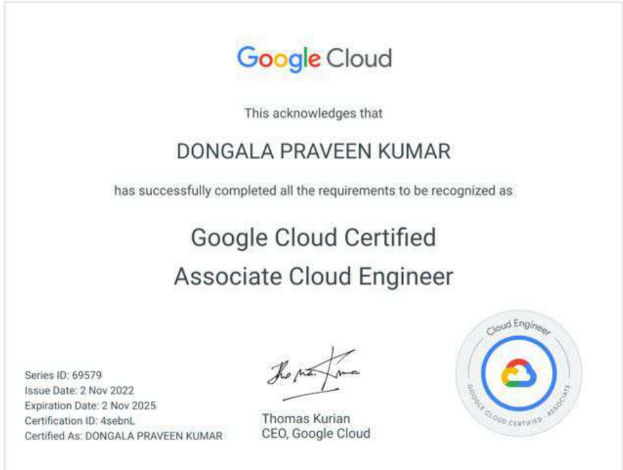 Google Cloud
This acknowledges that
DONGALA PRAVEEN KUMAR
has successfully completed all the requirements to be recognized as
Google Cloud Certified
Associate Cloud Engineer
Series ID: 69579
Issue Date: 2 Nov 2022
Expiration Date: 2 Nov 2025
Certification ID: 4sebnL
Certified As: DONGALA PRAVEEN KUMAR
Thomas Kurian
CEO, Google Cloud
Cloud Engineer
GOOGLE CLOUD CERTIFIED · ASSOCIATE